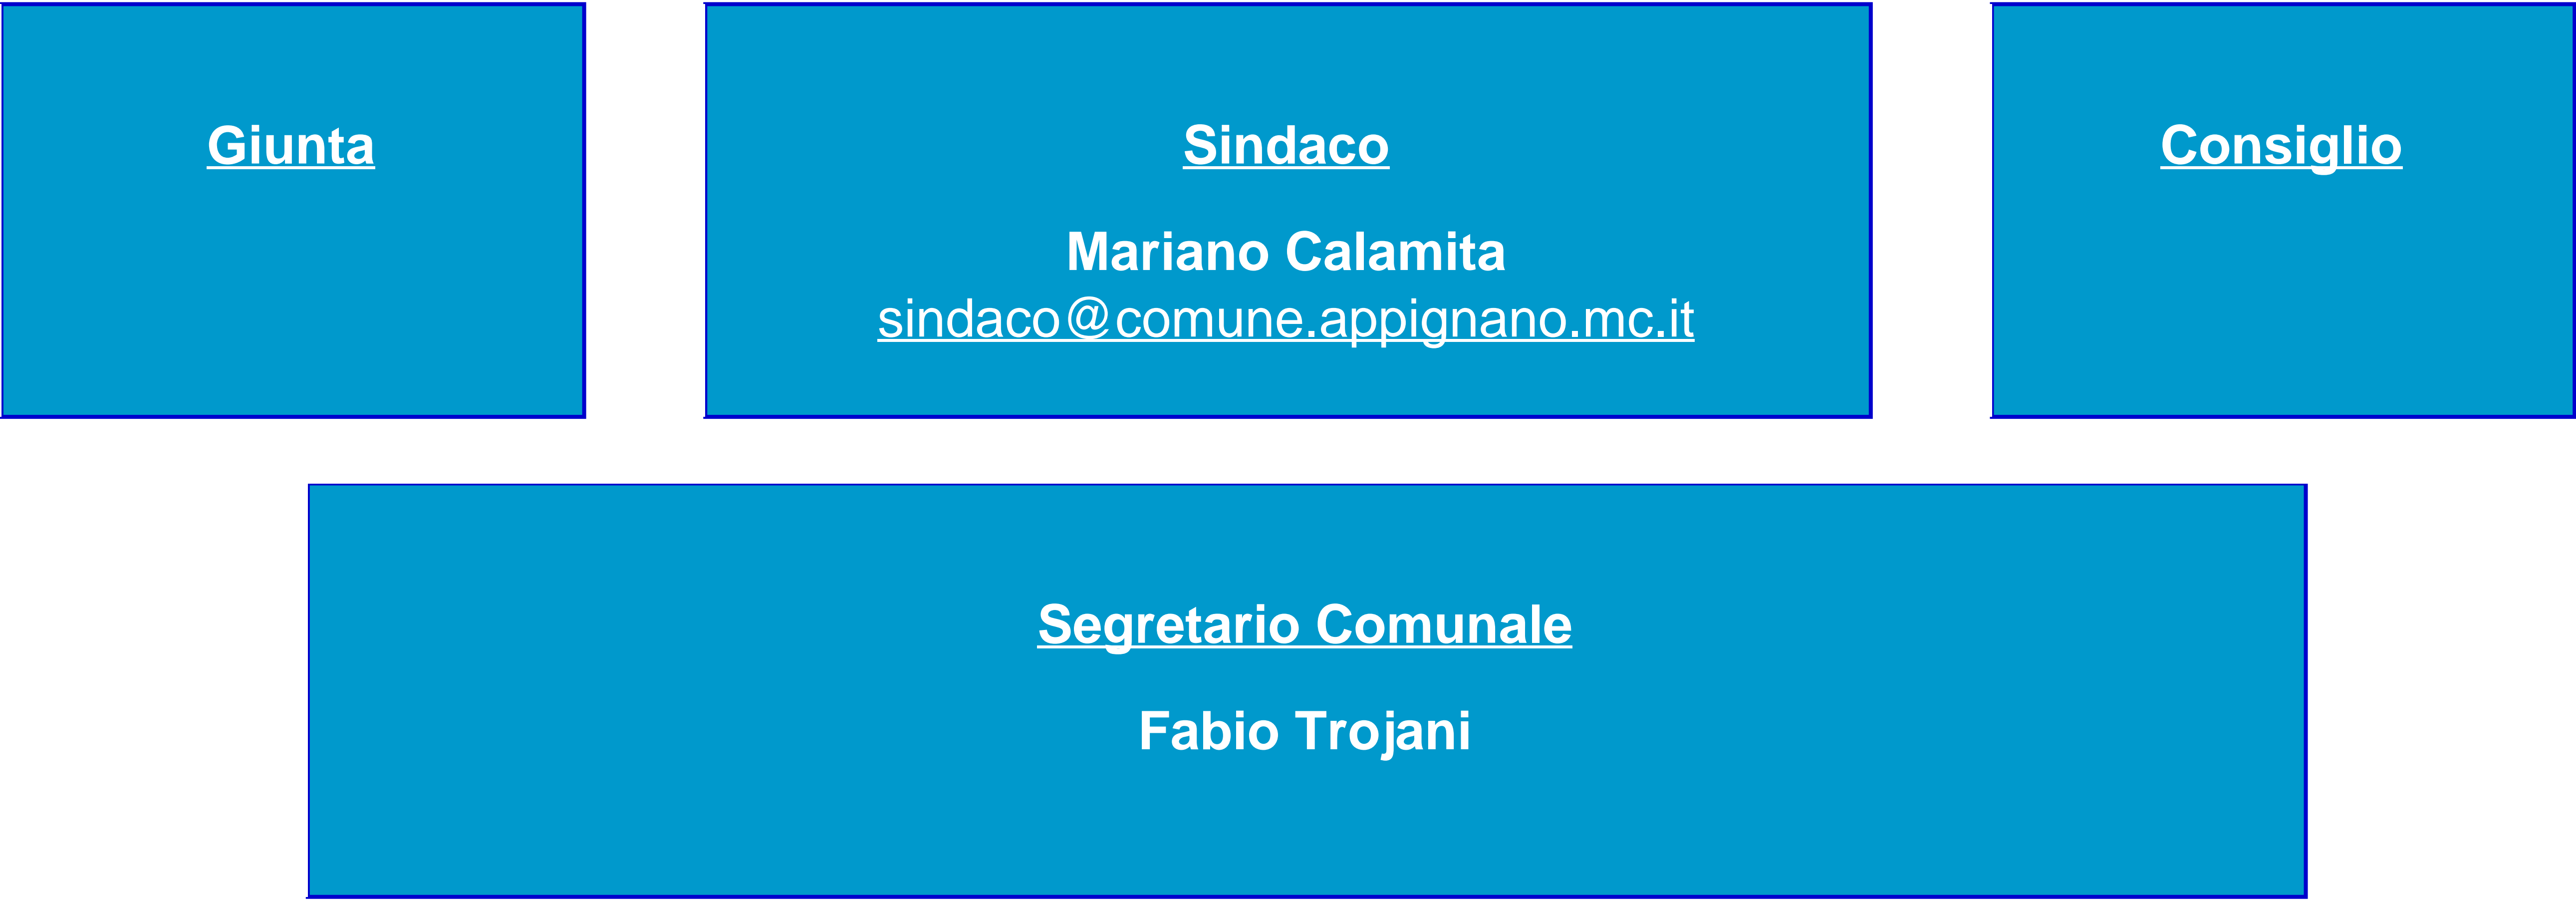 Giunta
Sindaco
Mariano Calamita
sindaco@comune.appignano.mc.it
Consiglio
Segretario Comunale
Fabio Trojani